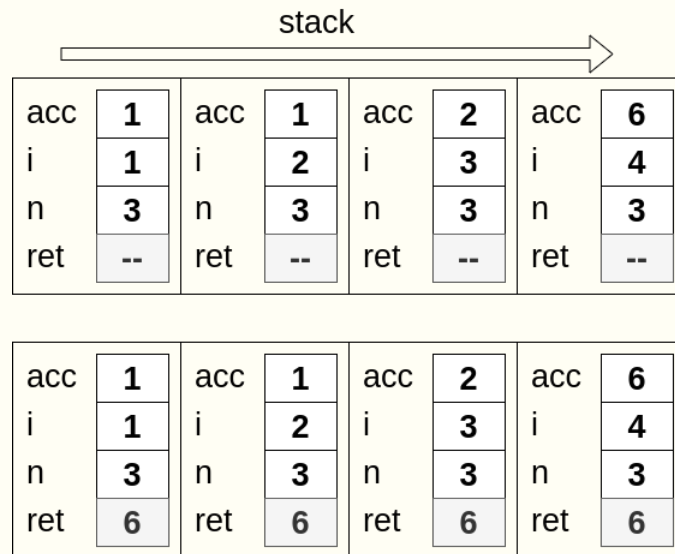 stack
acc 1 acc 1 acc 2 acc 6
i 1 i 2 i 3 i 4
n 3 n 3 n 3 n 3
ret -- ret -- ret -- ret --
acc 1 acc 1 acc 2 acc 6
i 1 i 2 i 3 i 4
n 3 n 3 n 3 n 3
ret 6 ret 6 ret 6 ret 6